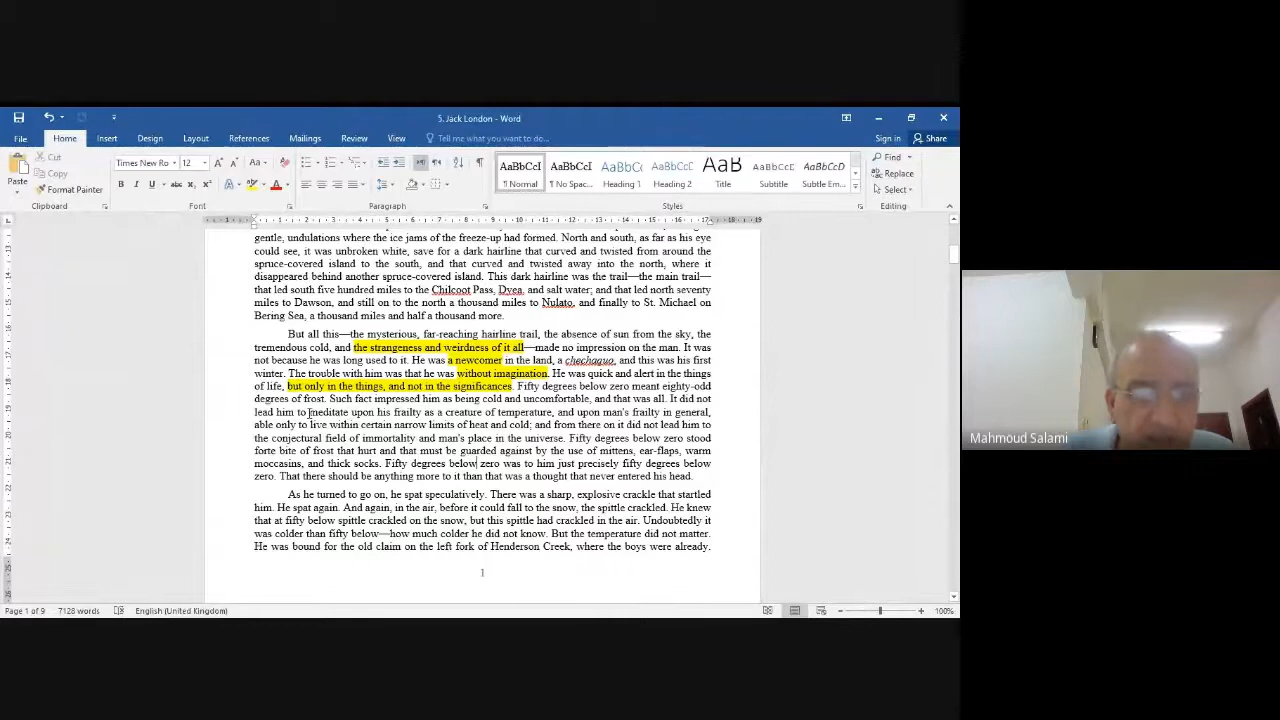 5. Jack London - Word
Sign in Share
File Home Insert Design Layout References Mailings Review View Tell me what you want to do...
Cut
Copy
Format Painter
Paste
Times New Ro 12
Clipboard
Font
Paragraph
AaBbCcI AaBbCcI AaBbCc AaBbCcI AaB AaBbCcC AaBbCcD
¶ Normal ¶ No Spac... Heading 1 Heading 2 Title Subtitle Subtle Em...
Styles
Find
Replace
Select
Editing
gentle, undulations where the ice jams of the freeze-up had formed. North and south, as far as his eye
could see, it was unbroken white, save for a dark hairline that curved and twisted from around the
spruce-covered island to the south, and that curved and twisted away into the north, where it
disappeared behind another spruce-covered island. This dark hairline was the trail—the main trail—
that led south five hundred miles to the Chilcoot Pass, Dyea, and salt water; and that led north seventy
miles to Dawson, and still on to the north a thousand miles to Nulato, and finally to St. Michael on
Bering Sea, a thousand miles and half a thousand more.
But all this—the mysterious, far-reaching hairline trail, the absence of sun from the sky, the
tremendous cold, and the strangeness and weirdness of it all—made no impression on the man. It was
not because he was long used to it. He was a newcomer in the land, a chechaquo, and this was his first
winter. The trouble with him was that he was without imagination. He was quick and alert in the things
of life, but only in the things, and not in the significances. Fifty degrees below zero meant eighty-odd
degrees of frost. Such fact impressed him as being cold and uncomfortable, and that was all. It did not
lead him to meditate upon his frailty as a creature of temperature, and upon man's frailty in general,
able only to live within certain narrow limits of heat and cold; and from there on it did not lead him to
the conjectural field of immortality and man's place in the universe. Fifty degrees below zero stood
forte bite of frost that hurt and that must be guarded against by the use of mittens, ear-flaps, warm
moccasins, and thick socks. Fifty degrees below zero was to him just precisely fifty degrees below
zero. That there should be anything more to it than that was a thought that never entered his head.
As he turned to go on, he spat speculatively. There was a sharp, explosive crackle that startled
him. He spat again. And again, in the air, before it could fall to the snow, the spittle crackled. He knew
that at fifty below spittle crackled on the snow, but this spittle had crackled in the air. Undoubtedly it
was colder than fifty below—how much colder he did not know. But the temperature did not matter.
He was bound for the old claim on the left fork of Henderson Creek, where the boys were already.
1
Page 1 of 9 7128 words English (United Kingdom) 100%
Mahmoud Salami